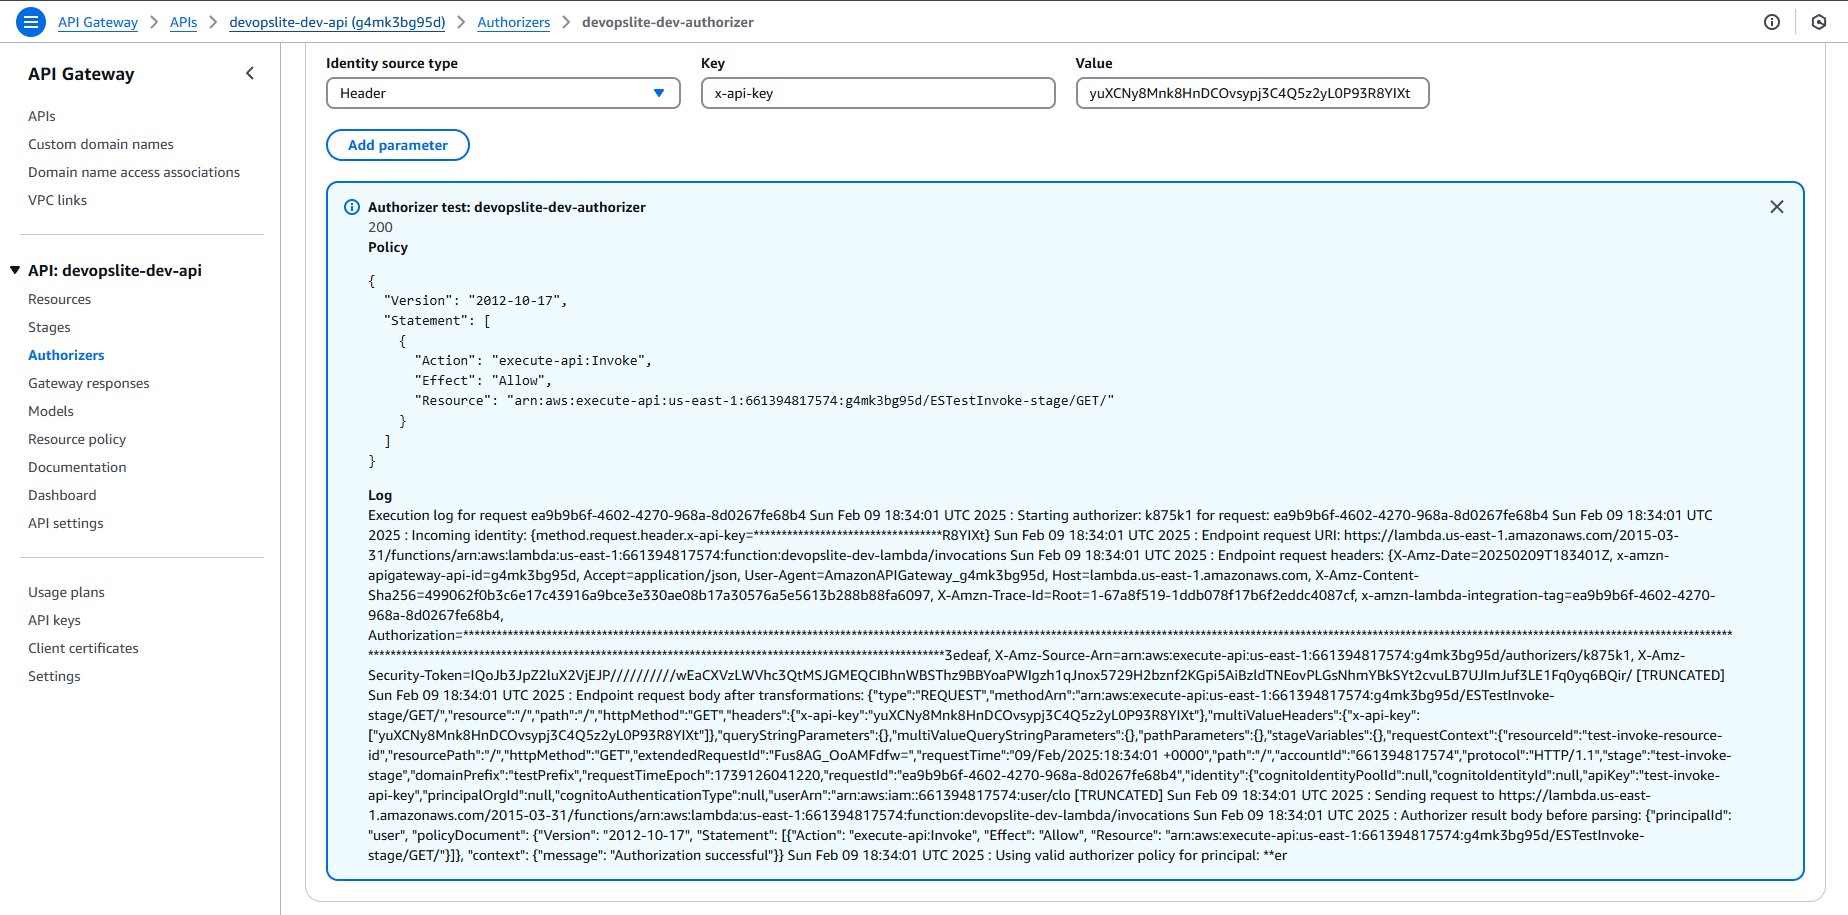 API Gateway > APIs > devopslite-dev-api (g4mk3bg95d) > Authorizers > devopslite-dev-authorizer
API Gateway
APIs
Custom domain names
Domain name access associations
VPC links
API: devopslite-dev-api
Resources
Stages
Authorizers
Gateway responses
Models
Resource policy
Documentation
Dashboard
API settings
Usage plans
API keys
Client certificates
Settings
Identity source type Key Value
Header x-api-key yuXCNy8Mnk8HnDCOvsypj3C4Q5z2yL0P93R8YIXt
Add parameter
Authorizer test: devopslite-dev-authorizer
200
Policy
{
"Version": "2012-10-17",
"Statement": [
{
"Action": "execute-api:Invoke",
"Effect": "Allow",
"Resource": "arn:aws:execute-api:us-east-1:661394817574:g4mk3bg95d/ESTestInvoke-stage/GET/"
}
]
}
Log
Execution log for request ea9b9b6f-4602-4270-968a-8d0267fe68b4 Sun Feb 09 18:34:01 UTC 2025 : Starting authorizer: k875k1 for request: ea9b9b6f-4602-4270-968a-8d0267fe68b4 Sun Feb 09 18:34:01 UTC
2025 : Incoming identity: {method.request.header.x-api-key=**********************************R8YIXt} Sun Feb 09 18:34:01 UTC 2025 : Endpoint request URI: https://lambda.us-east-1.amazonaws.com/2015-03-
31/functions/arn:aws:lambda:us-east-1:661394817574:function:devopslite-dev-lambda/invocations Sun Feb 09 18:34:01 UTC 2025 : Endpoint request headers: {X-Amz-Date=20250209T183401Z, x-amzn-
apigateway-api-id=g4mk3bg95d, Accept=application/json, User-Agent=AmazonAPIGateway_g4mk3bg95d, Host=lambda.us-east-1.amazonaws.com, X-Amz-Content-
Sha256=499062f0b3c6e17c43916a9bce3e330ae08b17a30576a5e5613b288b88fa6097, X-Amzn-Trace-Id=Root=1-67a8f519-1ddb078f17b6f2eddc4087cf, x-amzn-lambda-integration-tag=ea9b9b6f-4602-4270-
968a-8d0267fe68b4,
Authorization=
3edeaf, X-Amz-Source-Arn=arn:aws:execute-api:us-east-1:661394817574:g4mk3bg95d/authorizers/k875k1, X-Amz-
Security-Token=IQoJb3JpZ2luX2VjEJP//////////wEaCXVzLWVhc3QtMSJGMEQCIBhnWBSThz9BBYoaPWIgzh1qJnox5729H2bznf2KGpi5AiBzldTNEovPLGsNhmYBkSYt2cvuLB7UJImJuf3LE1Fq0yq6BQir/ [TRUNCATED]
Sun Feb 09 18:34:01 UTC 2025 : Endpoint request body after transformations: {"type":"REQUEST","methodArn":"arn:aws:execute-api:us-east-1:661394817574:g4mk3bg95d/ESTestInvoke-
stage/GET/","resource":"/","path":"/","httpMethod":"GET","headers":{"x-api-key":"yuXCNy8Mnk8HnDCOvsypj3C4Q5z2yL0P93R8YIXt"},"multiValueHeaders":{"x-api-key":
["yuXCNy8Mnk8HnDCOvsypj3C4Q5z2yL0P93R8YIXt"]},"queryStringParameters":{},"multiValueQueryStringParameters":{},"pathParameters":{},"stageVariables":{},"requestContext":{"resourceId":"test-invoke-resource-
id","resourcePath":"/","httpMethod":"GET","extendedRequestId":"Fus8AG_OoAMFdfw=","requestTime":"09/Feb/2025:18:34:01 +0000","path":"/","accountId":"661394817574","protocol":"HTTP/1.1","stage":"test-invoke-
stage","domainPrefix":"testPrefix","requestTimeEpoch":1739126041220,"requestId":"ea9b9b6f-4602-4270-968a-8d0267fe68b4","identity":{"cognitoIdentityPoolId":null,"cognitoIdentityId":null,"apiKey":"test-invoke-
api-key","principalOrgId":null,"cognitoAuthenticationType":null,"userArn":"arn:aws:iam::661394817574:user/clo [TRUNCATED] Sun Feb 09 18:34:01 UTC 2025 : Sending request to https://lambda.us-east-
1.amazonaws.com/2015-03-31/functions/arn:aws:lambda:us-east-1:661394817574:function:devopslite-dev-lambda/invocations Sun Feb 09 18:34:01 UTC 2025 : Authorizer result body before parsing: {"principalId":
"user", "policyDocument": {"Version": "2012-10-17", "Statement": [{"Action": "execute-api:Invoke", "Effect": "Allow", "Resource": "arn:aws:execute-api:us-east-1:661394817574:g4mk3bg95d/ESTestInvoke-
stage/GET/"}]}, "context": {"message": "Authorization successful"}} Sun Feb 09 18:34:01 UTC 2025 : Using valid authorizer policy for principal: **er